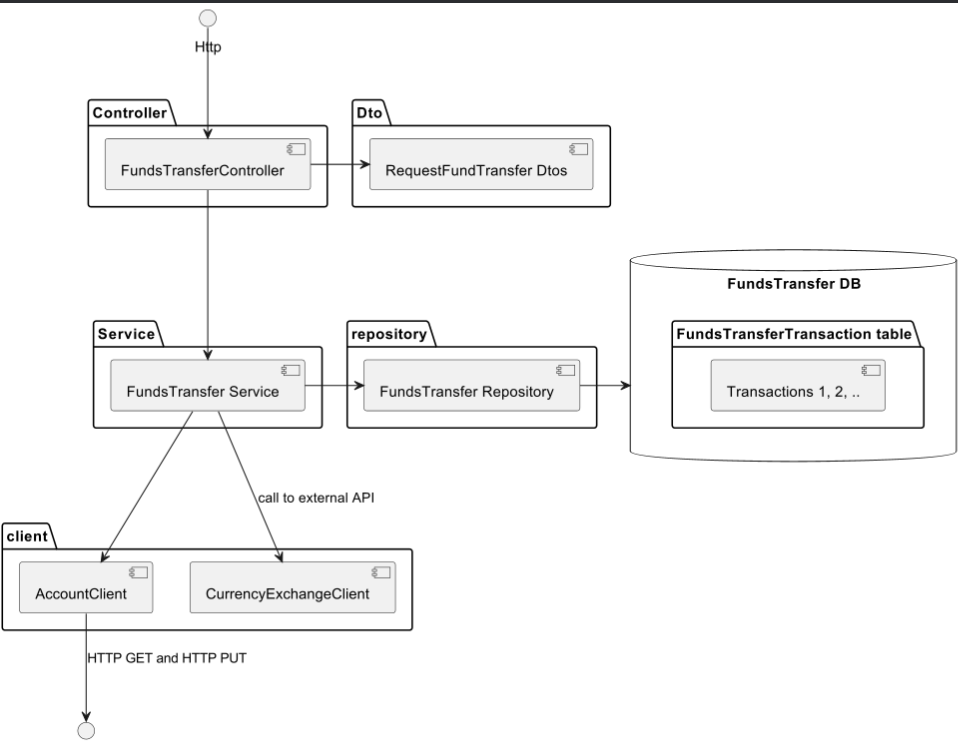 Http
Controller
Dto
FundsTransferController
RequestFundTransfer Dtos
FundsTransfer DB
Service
repository
FundsTransferTransaction table
FundsTransfer Service
FundsTransfer Repository
Transactions 1, 2, ..
call to external API
client
AccountClient
CurrencyExchangeClient
HTTP GET and HTTP PUT